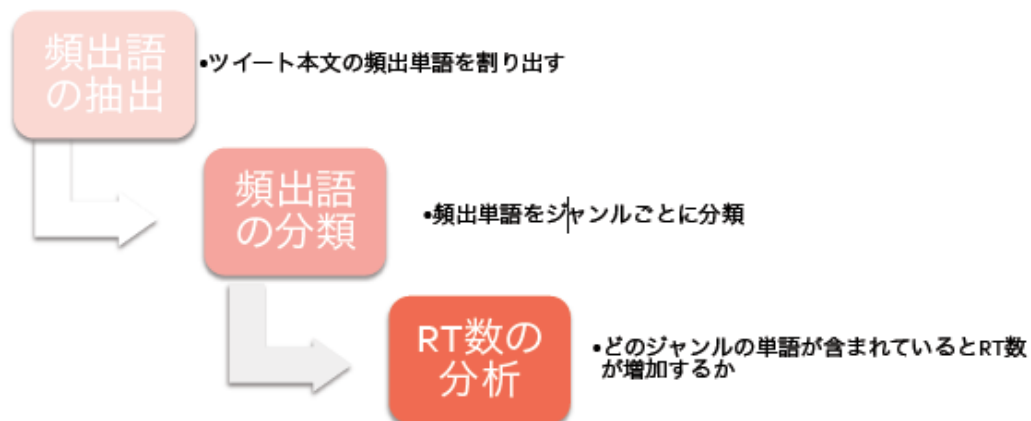 頻出語
の抽出
•ツイート本文の頻出単語を割り出す
頻出語
の分類
•頻出単語をジャンルごとに分類
RT数の
分析
•どのジャンルの単語が含まれているとRT数
が増加するか